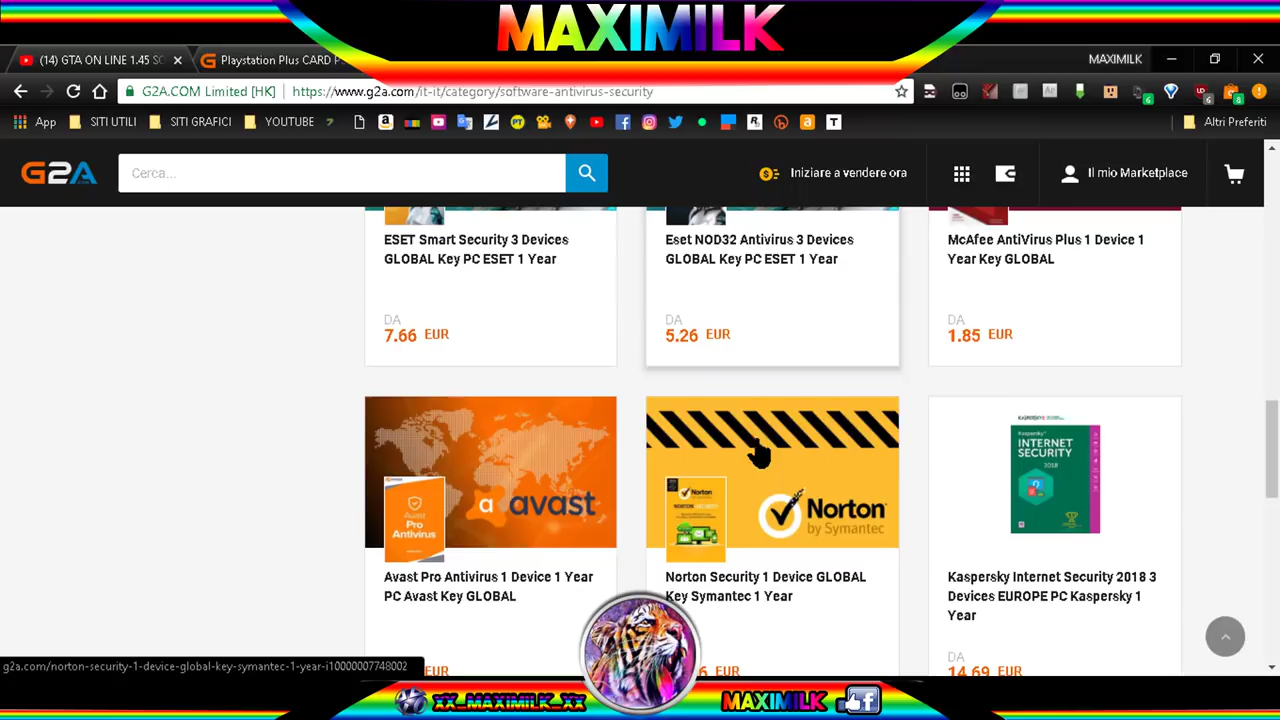 MAXIMILK
(14) GTA ON LINE 1.45 SO
Playstation Plus CARD P
MAXIMILK
G2A.COM Limited [HK]
https://www.g2a.com/it-it/category/software-antivirus-security
App
SITI UTILI
SITI GRAFICI
YOUTUBE
Altri Preferiti
G2A
Cerca...
Iniziare a vendere ora
Il mio Marketplace
ESET Smart Security 3 Devices
GLOBAL Key PC ESET 1 Year
DA
7.66 EUR
Eset NOD32 Antivirus 3 Devices
GLOBAL Key PC ESET 1 Year
DA
5.26 EUR
McAfee AntiVirus Plus 1 Device 1
Year Key GLOBAL
DA
1.85 EUR
avast
Avast
Pro
Antivirus
Avast Pro Antivirus 1 Device 1 Year
PC Avast Key GLOBAL
EUR
Norton
by Symantec
Norton
NORTON SECURITY
Norton Security 1 Device GLOBAL
Key Symantec 1 Year
6 EUR
Kaspersky
INTERNET
SECURITY
2018
Kaspersky Internet Security 2018 3
Devices EUROPE PC Kaspersky 1
Year
DA
14.69 EUR
g2a.com/norton-security-1-device-global-key-symantec-1-year-i10000007748002
XX_MAXIMILK_XX
MAXIMILK